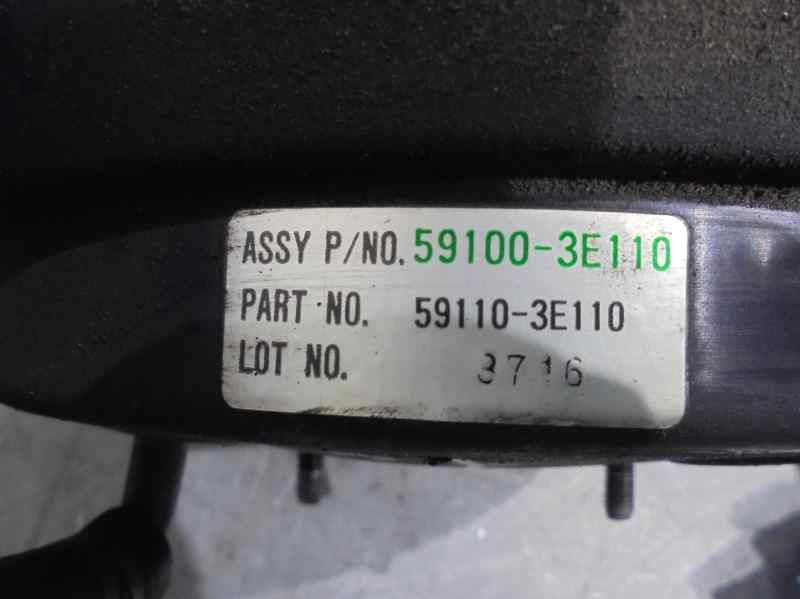 ASSY P/NO. 59100-3E110
PART NO. 59110-3E110
LOT NO. 3716